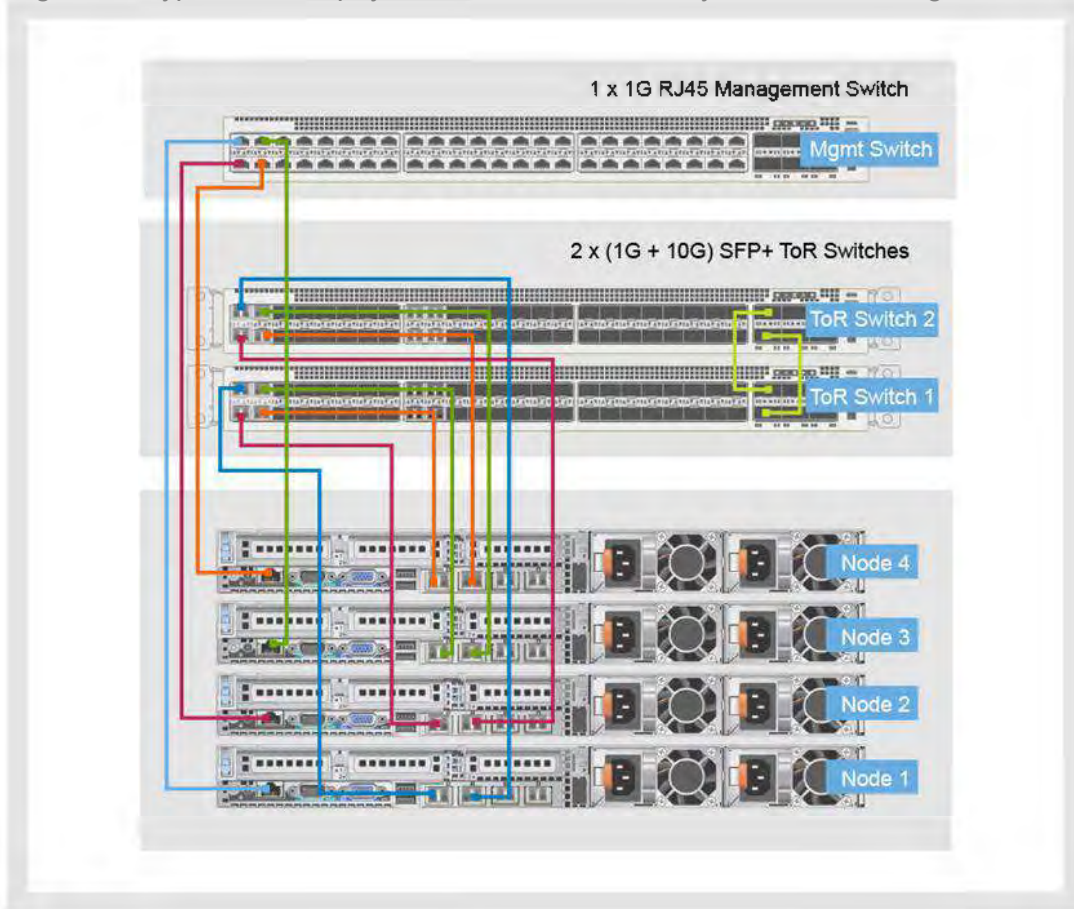 1 x 1G RJ45 Management Switch
Mgmt Switch
2 x (1G + 10G) SFP+ ToR Switches
ToR Switch 2
ToR Switch 1
Node 4
Node 3
Node 2
Node 1